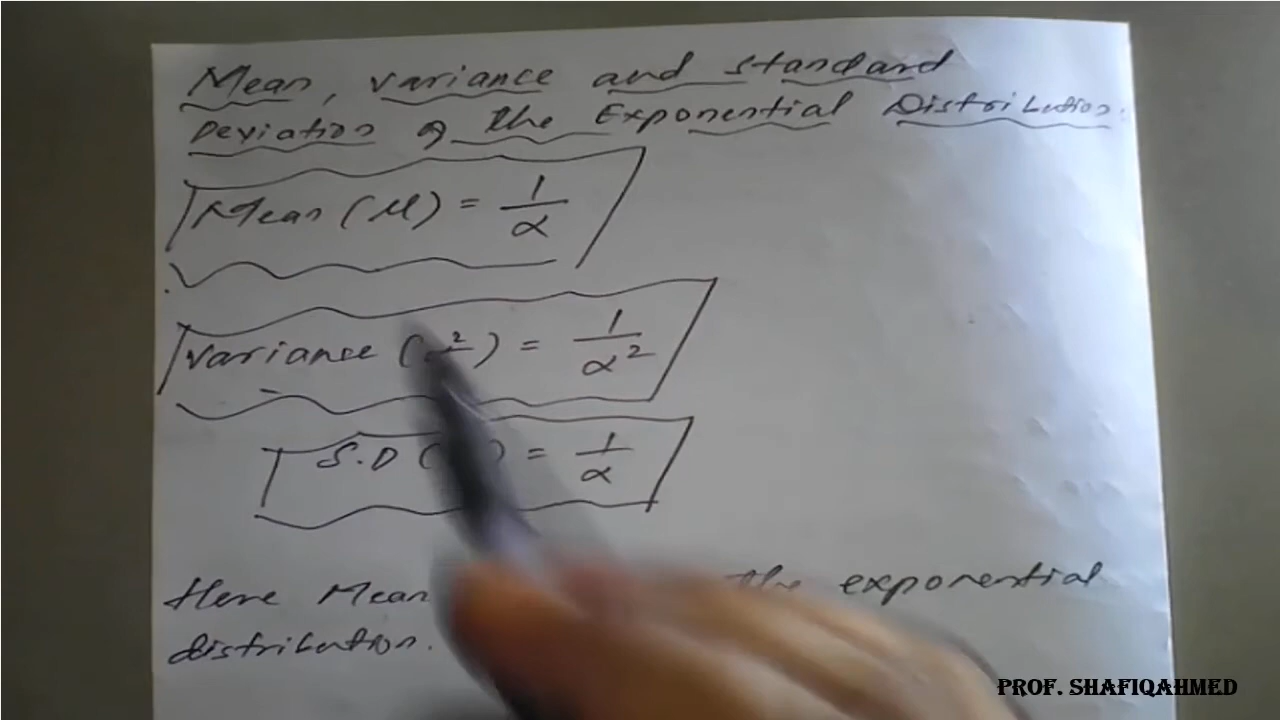 Mean, variance and standard
Deviation of the Exponential Distribution.
Mean (μ) = 1/α
Variance ( ²) = 1/α²
S.D ( ) = 1/α
Here Mean the exponential
distribution.
PROF. SHAFIQAHMED